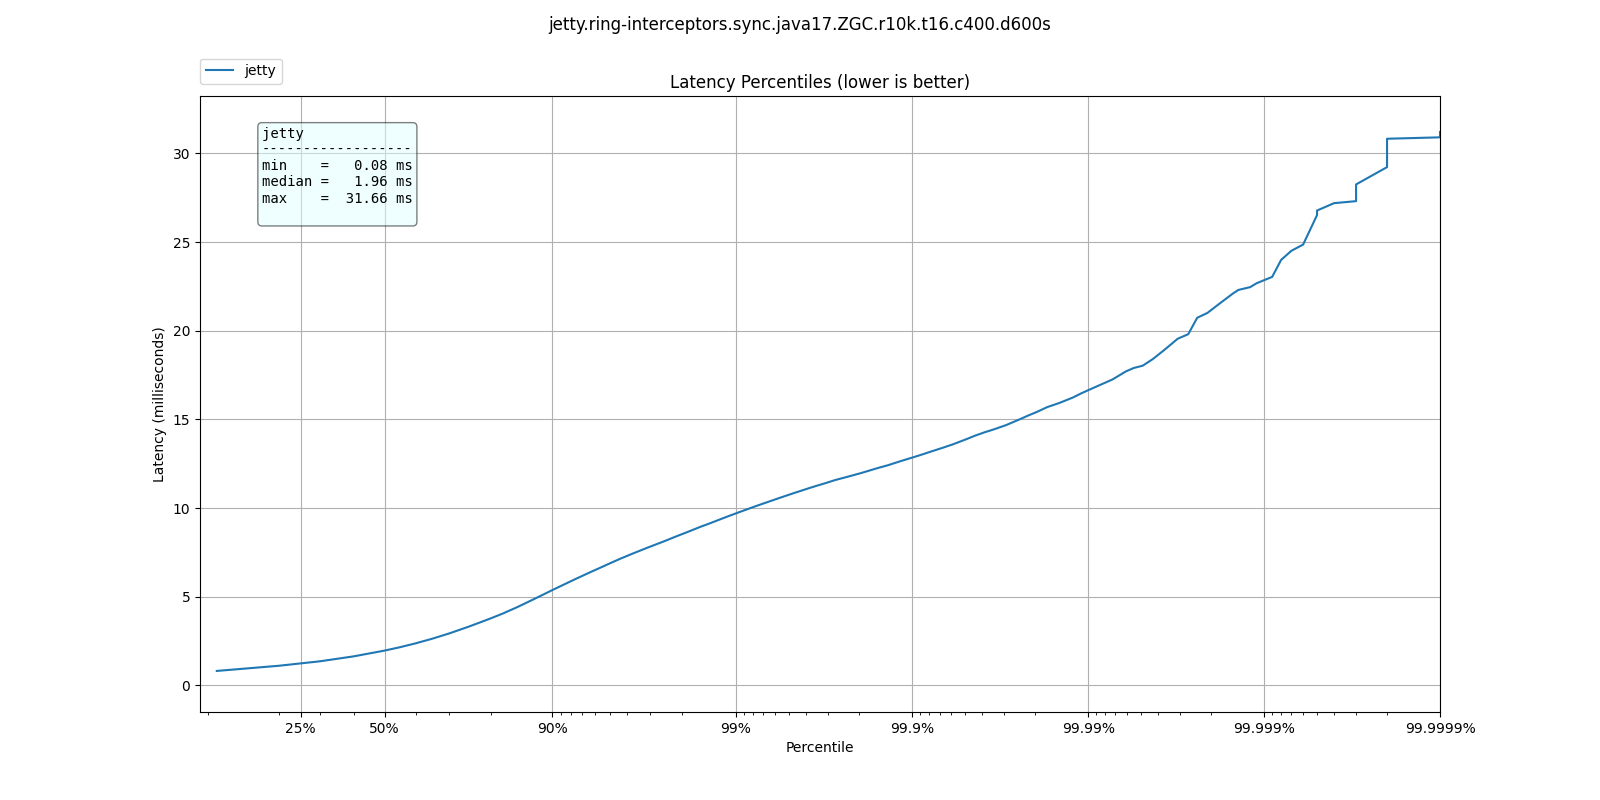 jetty.ring-interceptors.sync.java17.ZGC.r10k.t16.c400.d600s
jetty
Latency Percentiles (lower is better)
jetty
------------------
min    =   0.08 ms
median =   1.96 ms
max    =  31.66 ms
30
25
20
15
10
5
0
Latency (milliseconds)
25% 50% 90% 99% 99.9% 99.99% 99.999% 99.9999%
Percentile